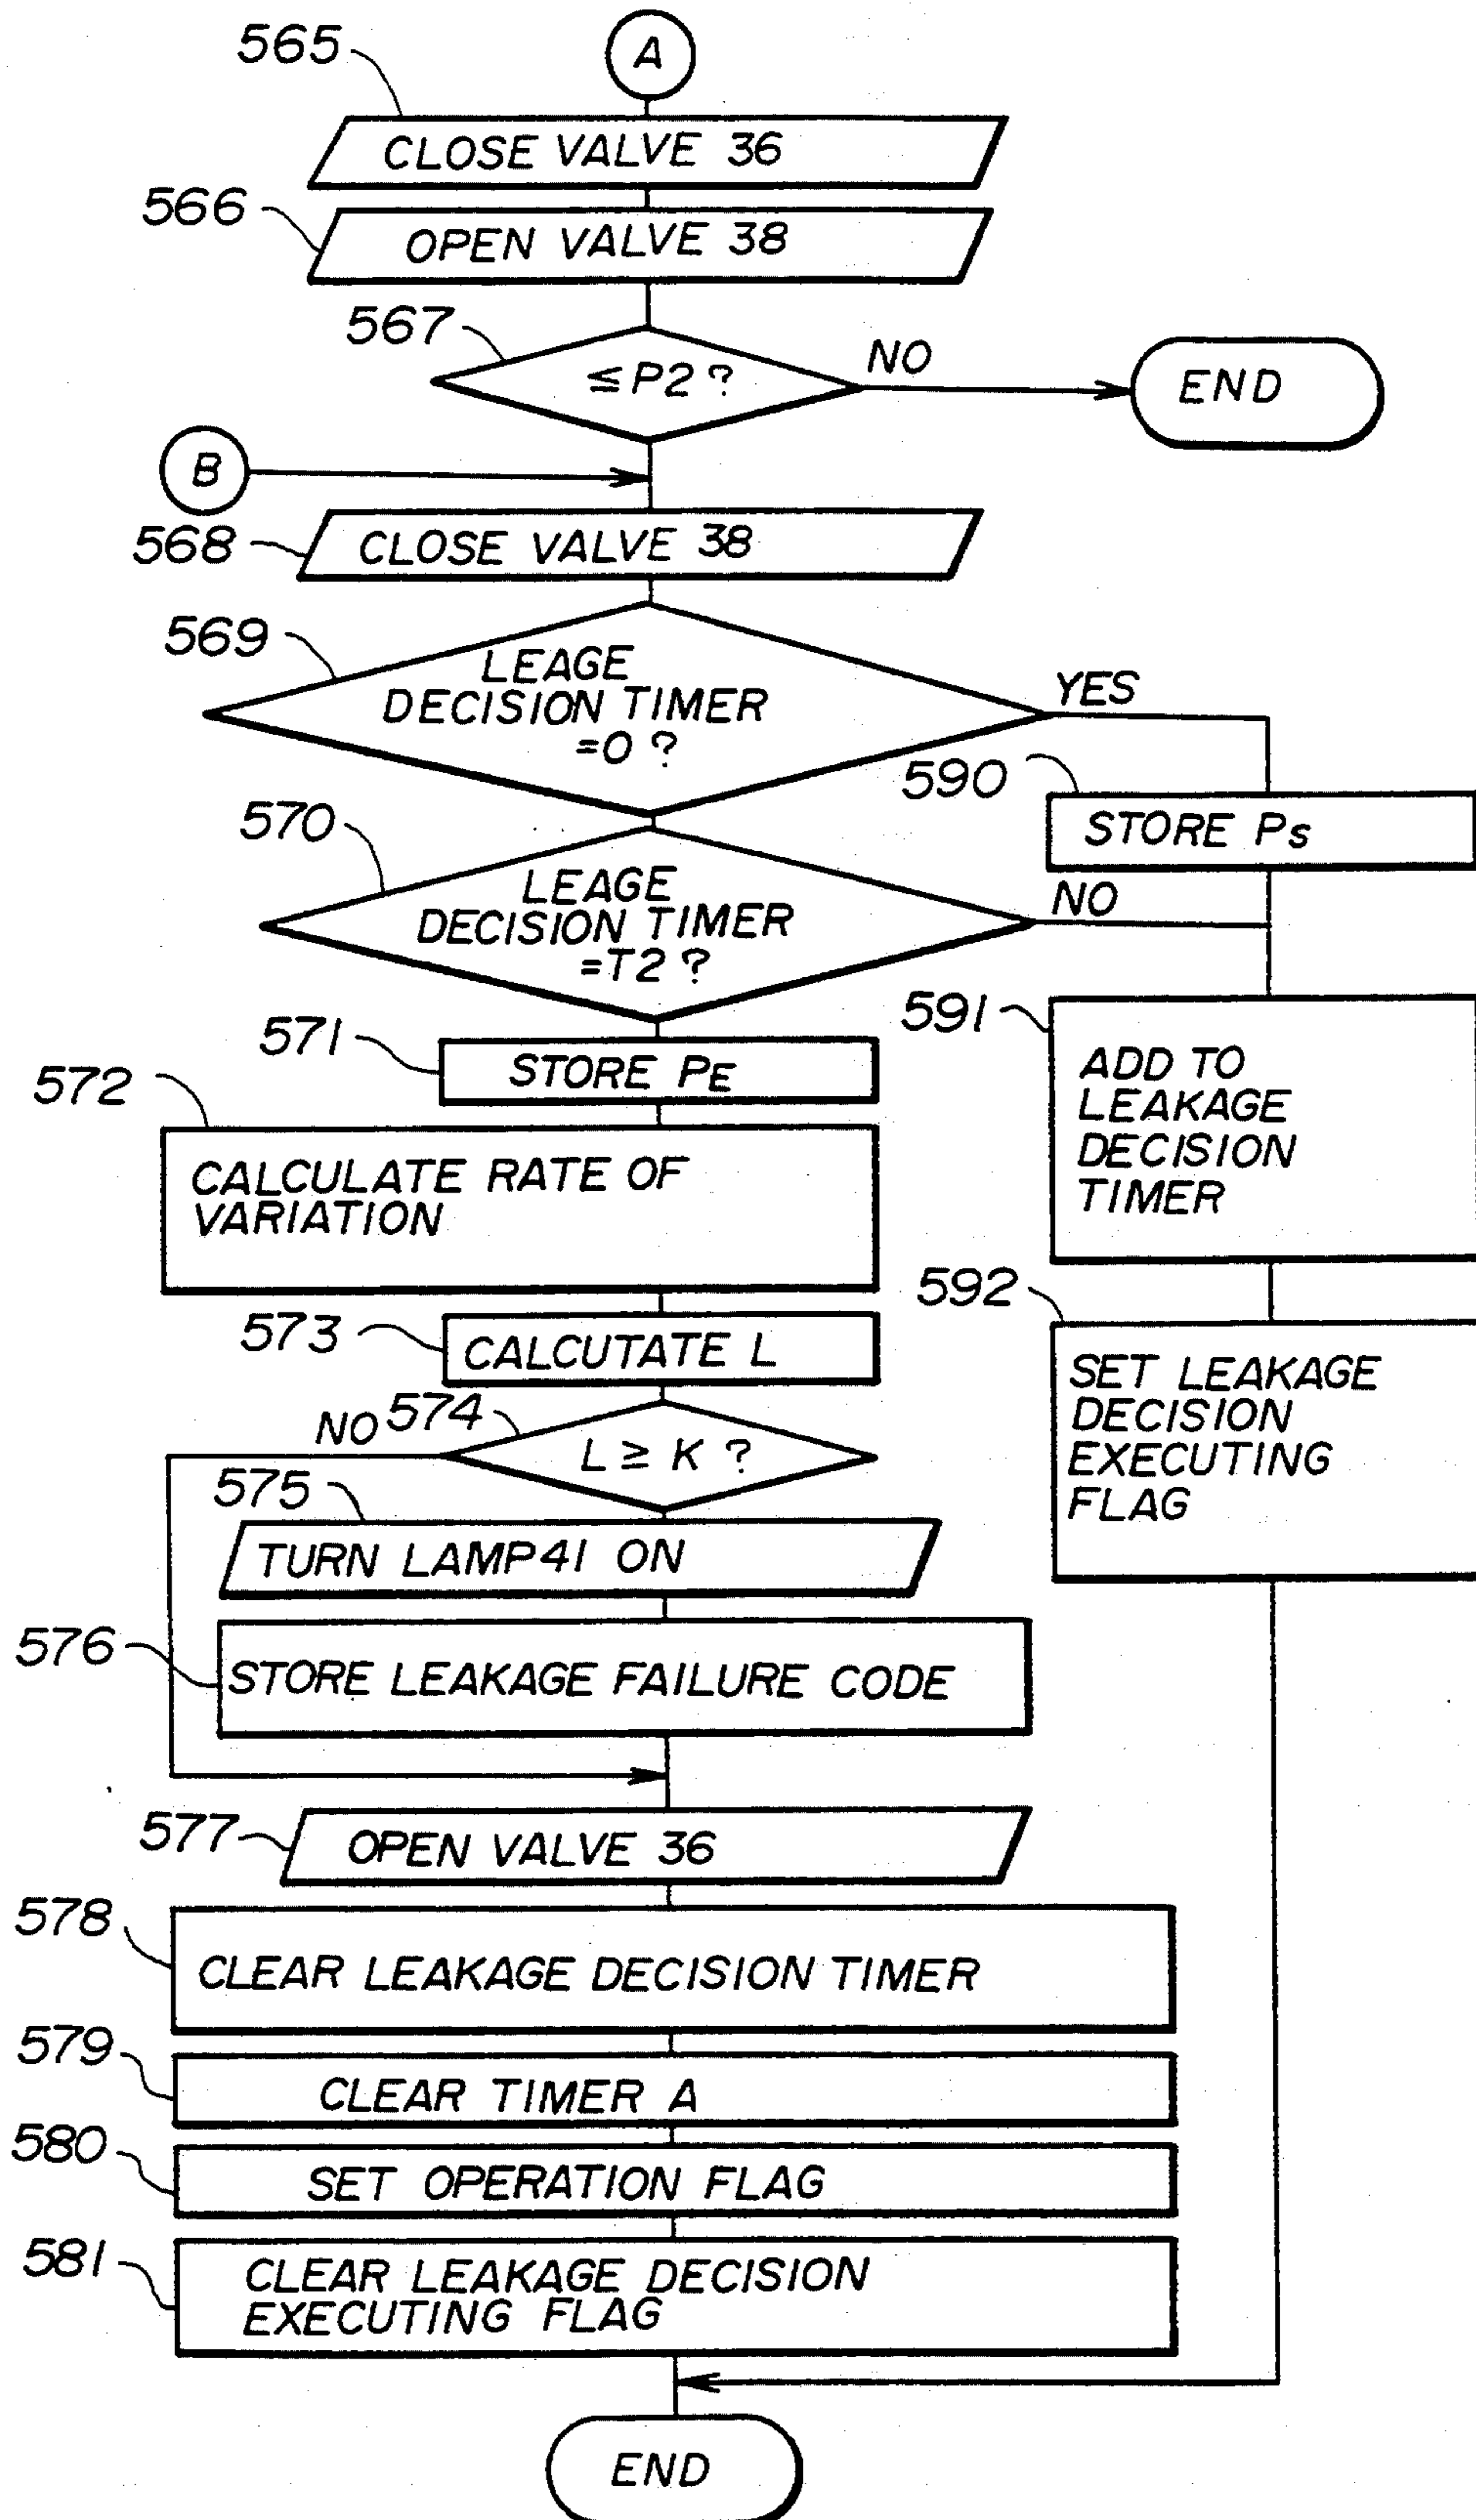 A
565
CLOSE VALVE 36
566
OPEN VALVE 38
567
≦P2?
NO
END
B
568
CLOSE VALVE 38
569
LEAGE
DECISION TIMER
=0?
YES
590
STORE Ps
570
LEAGE
DECISION TIMER
=T2?
NO
571
STORE PE
591
ADD TO
LEAKAGE
DECISION
TIMER
572
CALCULATE RATE OF
VARIATION
592
SET LEAKAGE
DECISION
EXECUTING
FLAG
573
CALCUTATE L
574
L≥K?
NO
575
TURN LAMP41 ON
576
STORE LEAKAGE FAILURE CODE
577
OPEN VALVE 36
578
CLEAR LEAKAGE DECISION TIMER
579
CLEAR TIMER A
580
SET OPERATION FLAG
581
CLEAR LEAKAGE DECISION
EXECUTING FLAG
END